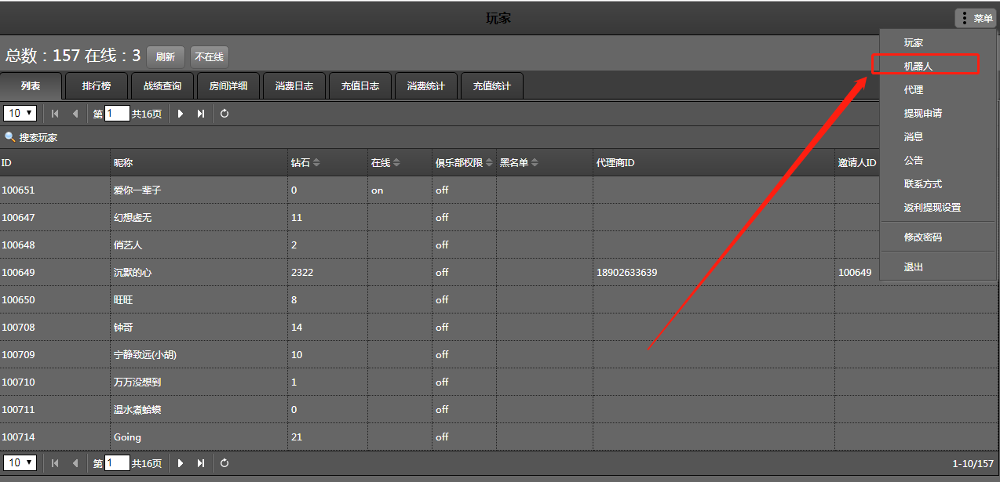 玩家
菜单
总数：157 在线：3 刷新 不在线
列表 排行榜 战绩查询 房间详细 消费日志 充值日志 消费统计 充值统计
10 第 1 共16页
搜索玩家
ID 昵称 钻石 在线 俱乐部权限 黑名单 代理商ID 邀请人ID
100651 爱你一辈子 0 on off
100647 幻想虚无 11 off
100648 俏艺人 2 off
100649 沉默的心 2322 off 18902633639 100649
100650 旺旺 8 off
100708 钟哥 14 off
100709 宁静致远(小胡) 10 off
100710 万万没想到 1 off
100711 温水煮蛤蟆 0 off
100714 Going 21 off
10 第 1 共16页 1-10/157
玩家
机器人
代理
提现申请
消息
公告
联系方式
返利提现设置
修改密码
退出